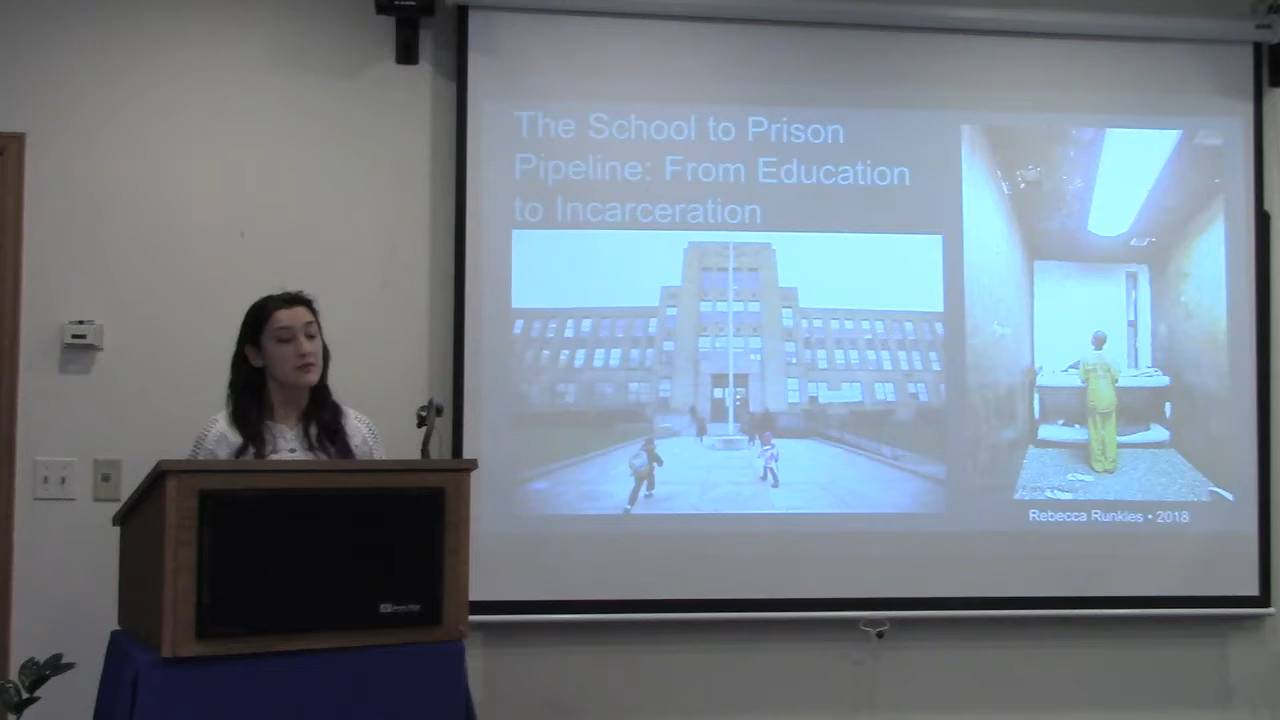 The School to Prison
Pipeline: From Education
to Incarceration
Rebecca Runkles • 2018